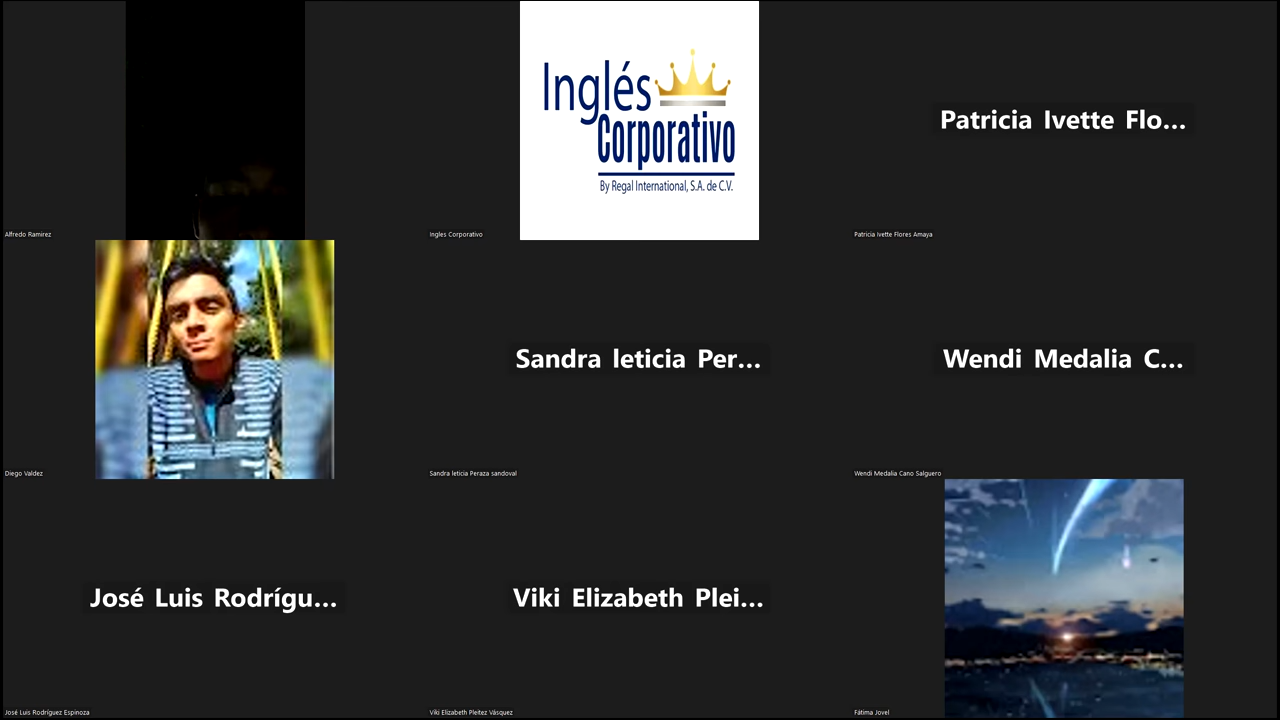 Inglés
Corporativo
By Regal International, S.A. de C.V.
Patricia Ivette Flo...
Alfredo Ramirez
Ingles Corporativo
Patricia Ivette Flores Amaya
Sandra leticia Per...
Wendi Medalia C...
Diego Valdez
Sandra leticia Peraza sandoval
Wendi Medalia Cano Salguero
José Luis Rodrígu...
Viki Elizabeth Plei...
José Luis Rodríguez Espinoza
Viki Elizabeth Pleitez Vásquez
Fátima Jovel